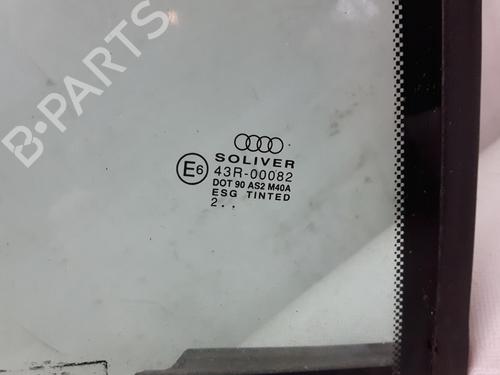 B-PARTS
SOLIVER
E6 43R-00082
DOT 90 AS2 M40A
ESG TINTED
2..